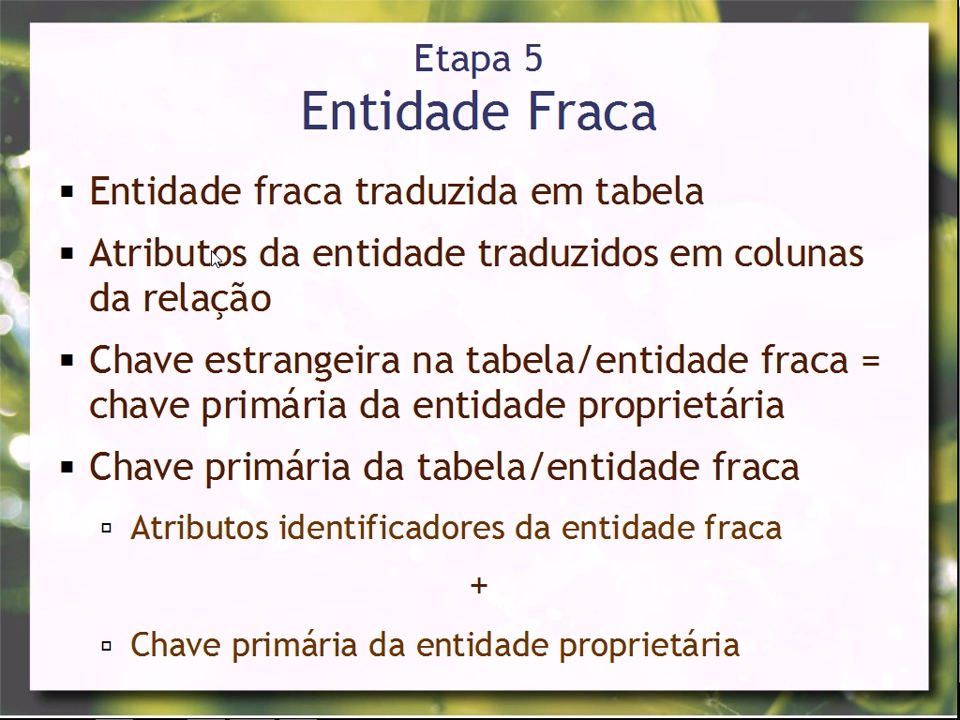 Etapa 5
Entidade Fraca
▪ Entidade fraca traduzida em tabela
▪ Atributos da entidade traduzidos em colunas
da relação
▪ Chave estrangeira na tabela/entidade fraca =
chave primária da entidade proprietária
▪ Chave primária da tabela/entidade fraca
▫ Atributos identificadores da entidade fraca
+
▫ Chave primária da entidade proprietária